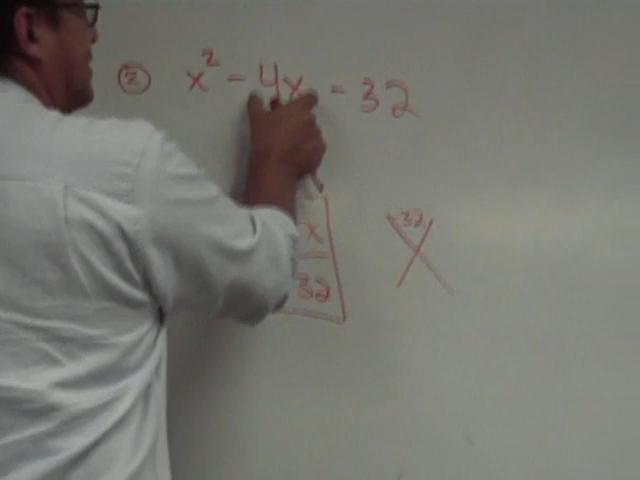 ② x² - 4x - 32
32
x
32